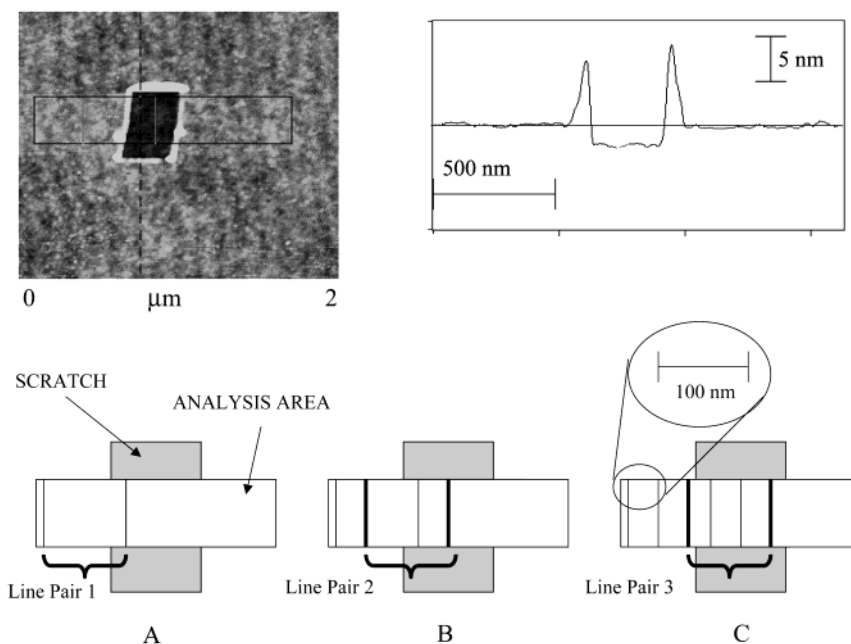 5 nm
500 nm
0 μm 2
100 nm
SCRATCH
ANALYSIS AREA
Line Pair 1
Line Pair 2
Line Pair 3
A B C